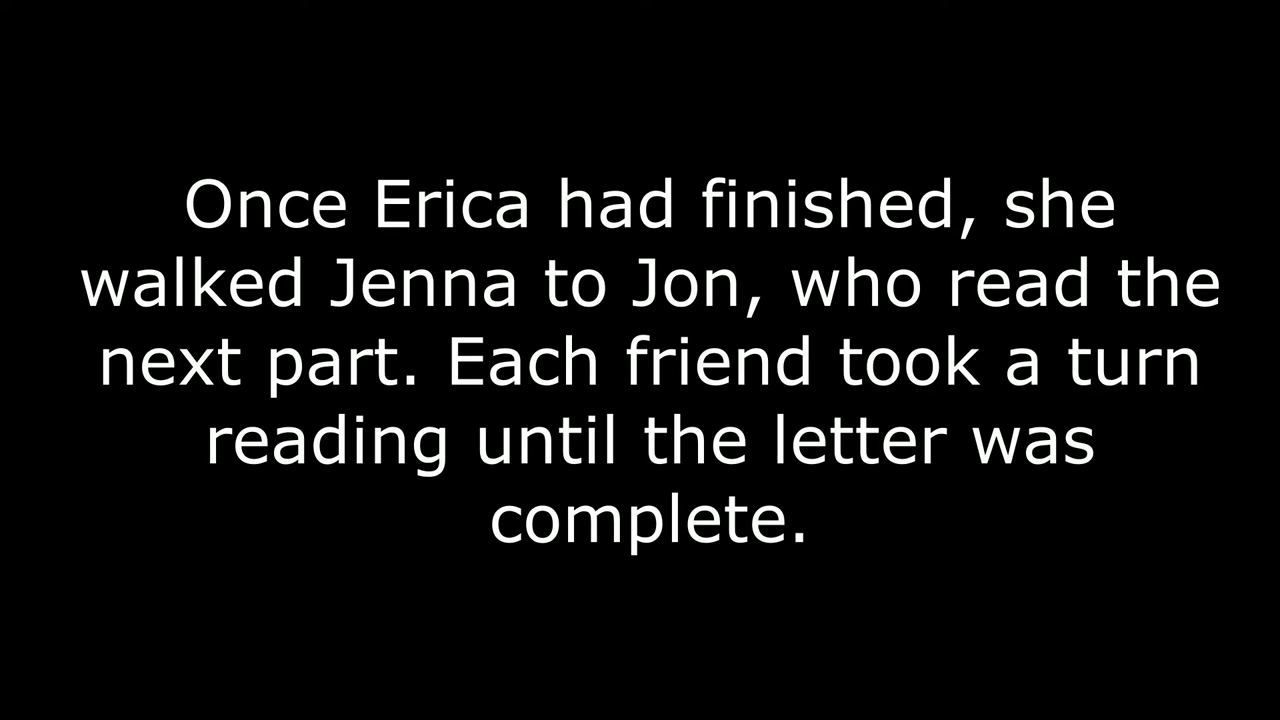 Once Erica had finished, she
walked Jenna to Jon, who read the
next part. Each friend took a turn
reading until the letter was
complete.